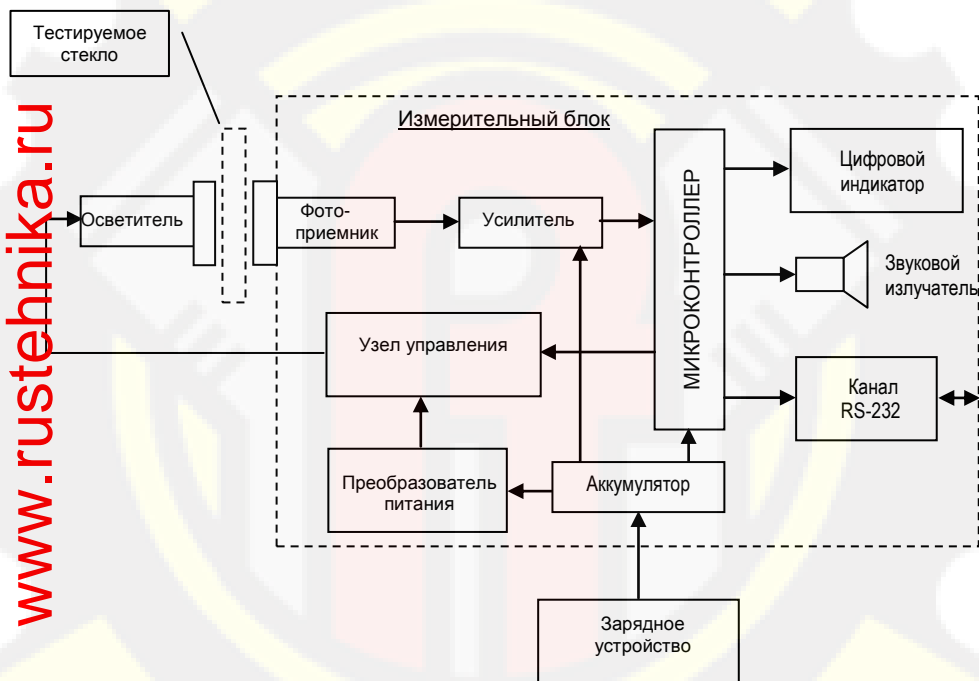 Тестируемое
стекло
Измерительный блок
Осветитель
Фото-
приемник
Усилитель
МИКРОКОНТРОЛЛЕР
Цифровой
индикатор
Звуковой
излучатель
Узел управления
Канал
RS-232
Преобразователь
питания
Аккумулятор
Зарядное
устройство
www.rustehnika.ru